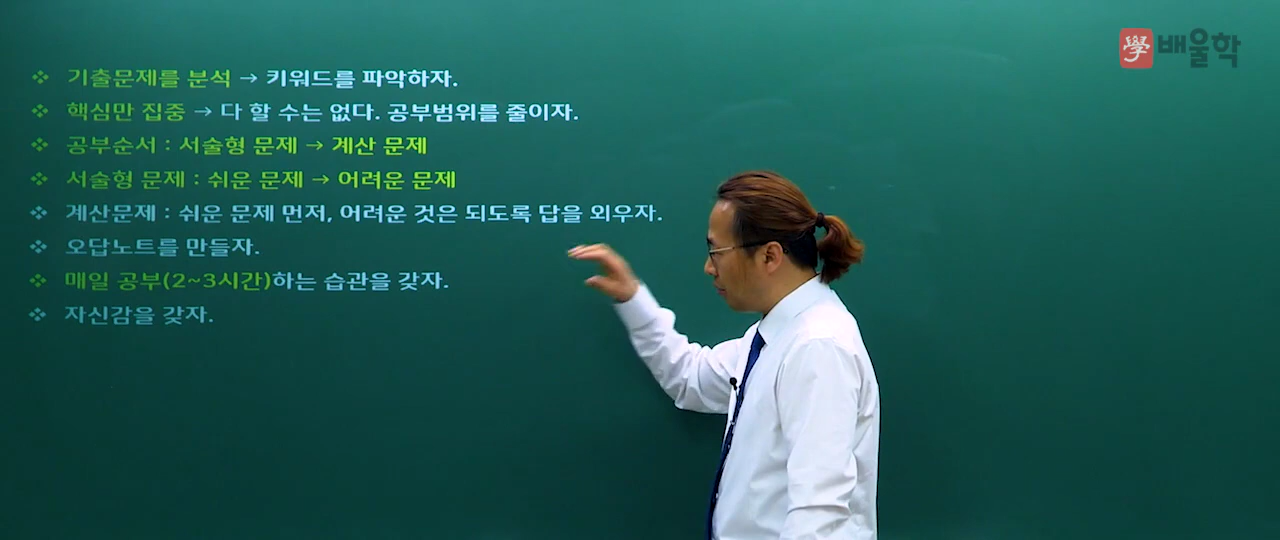 學 배울학
❖ 기출문제를 분석 → 키워드를 파악하자.
❖ 핵심만 집중 → 다 할 수는 없다. 공부범위를 줄이자.
❖ 공부순서 : 서술형 문제 → 계산 문제
❖ 서술형 문제 : 쉬운 문제 → 어려운 문제
❖ 계산문제 : 쉬운 문제 먼저, 어려운 것은 되도록 답을 외우자.
❖ 오답노트를 만들자.
❖ 매일 공부(2~3시간)하는 습관을 갖자.
❖ 자신감을 갖자.